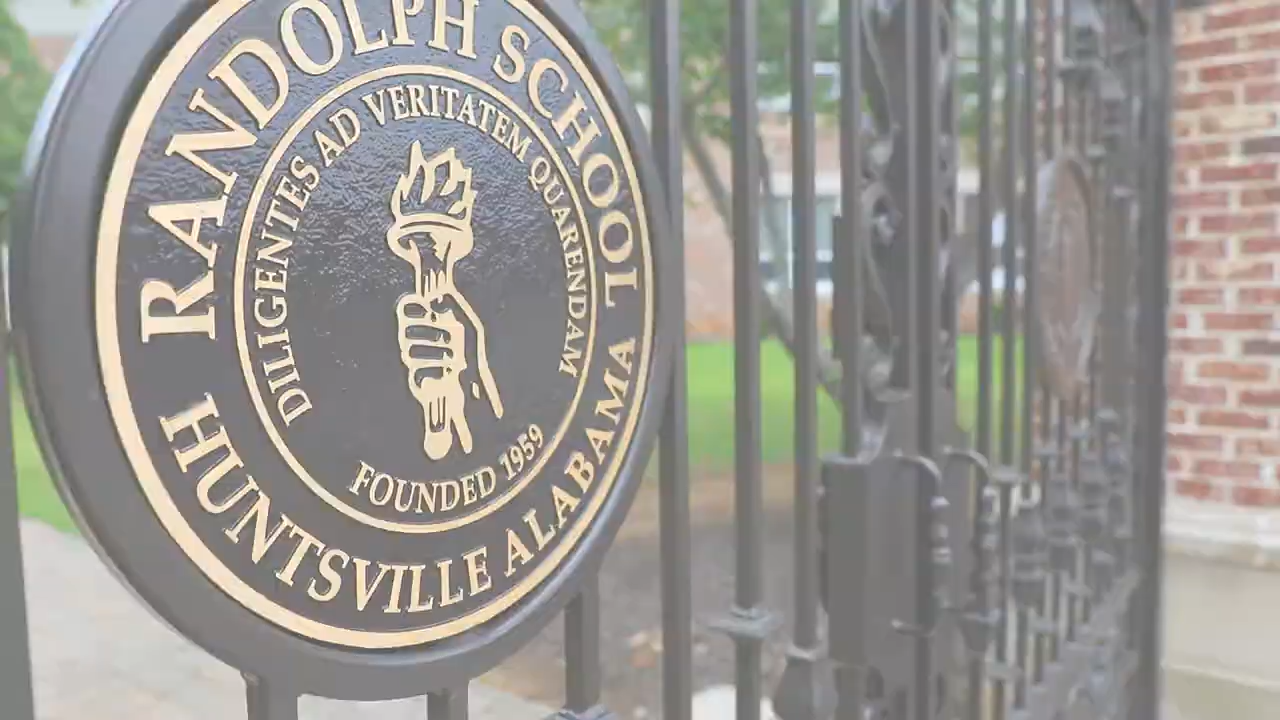 RANDOLPH SCHOOL
DILIGENTES AD VERITATEM QUARENDAM
FOUNDED 1959
HUNTSVILLE ALABAMA